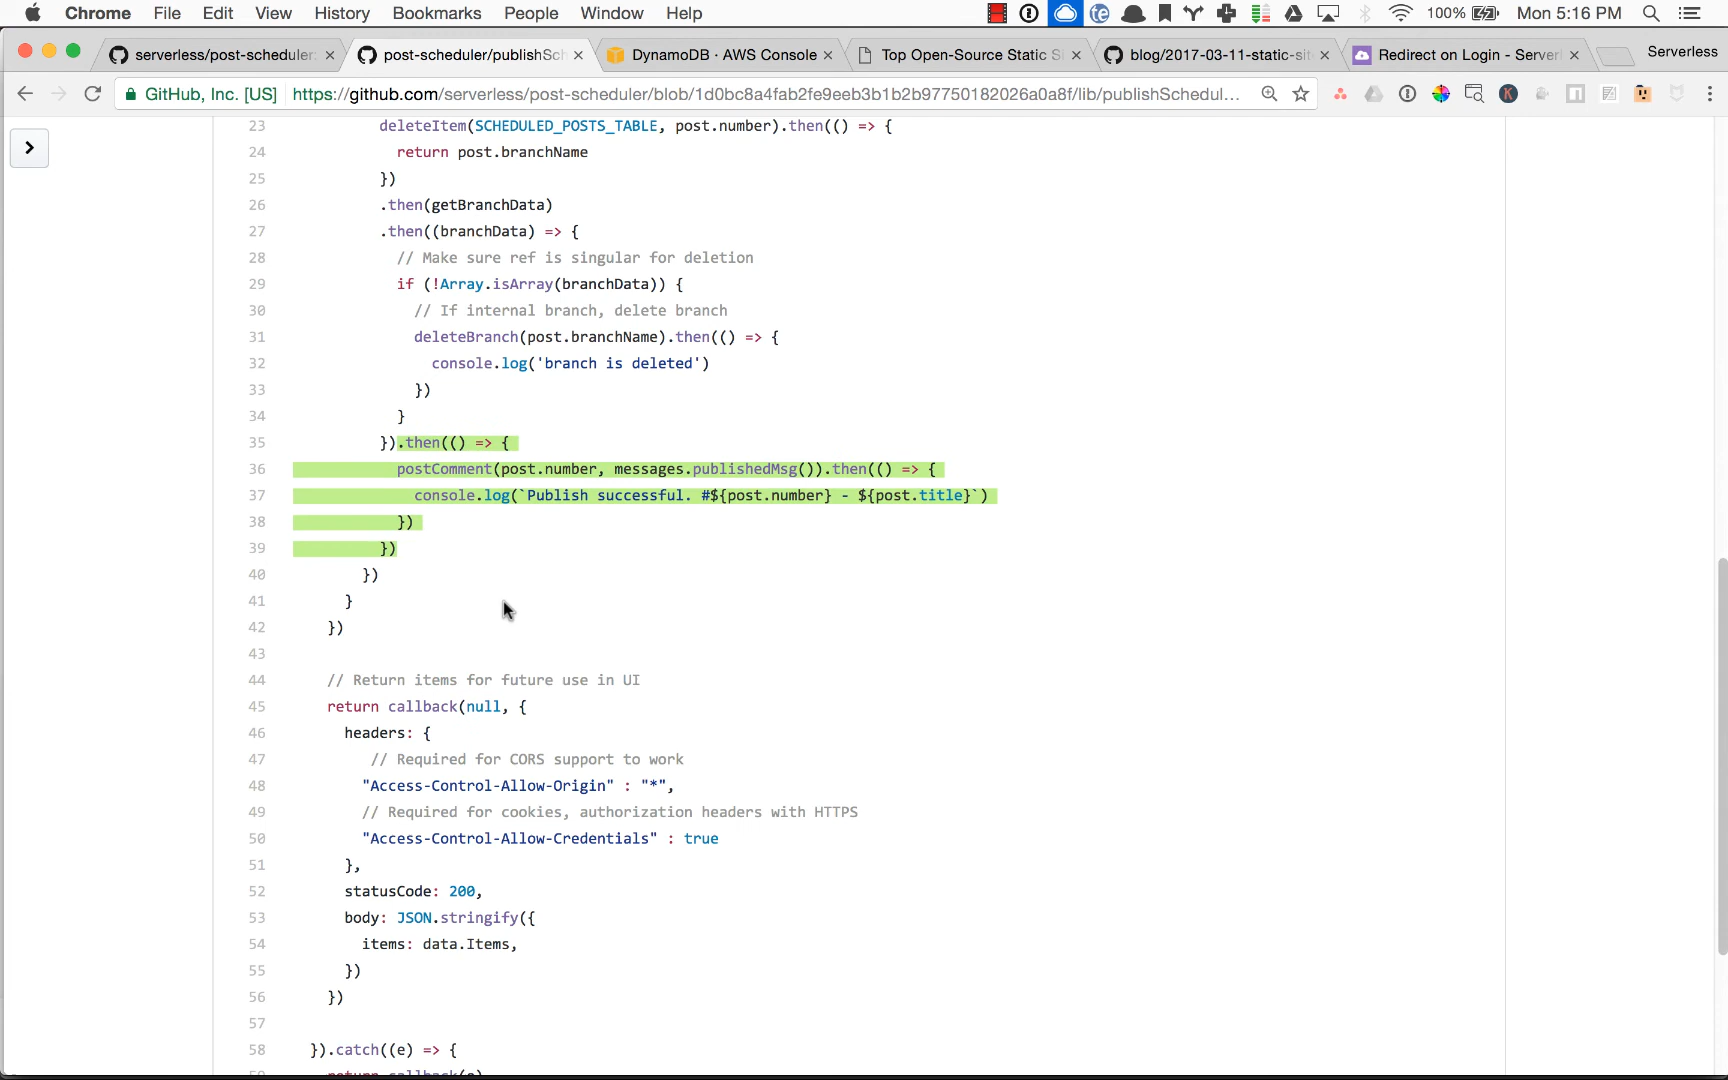 Chrome File Edit View History Bookmarks People Window Help 100% Mon 5:16 PM
serverless/post-scheduler: post-scheduler/publishSch DynamoDB · AWS Console Top Open-Source Static S blog/2017-03-11-static-sit Redirect on Login - Server Serverless
GitHub, Inc. [US] https://github.com/serverless/post-scheduler/blob/1d0bc8a4fab2fe9eeb3b1b2b97750182026a0a8f/lib/publishSchedul...
23 deleteItem(SCHEDULED_POSTS_TABLE, post.number).then(() => {
24 return post.branchName
25 })
26 .then(getBranchData)
27 .then((branchData) => {
28 // Make sure ref is singular for deletion
29 if (!Array.isArray(branchData)) {
30 // If internal branch, delete branch
31 deleteBranch(post.branchName).then(() => {
32 console.log('branch is deleted')
33 })
34 }
35 }).then(() => {
36 postComment(post.number, messages.publishedMsg()).then(() => {
37 console.log(`Publish successful. #${post.number} - ${post.title}`)
38 })
39 })
40 })
41 }
42 })
43
44 // Return items for future use in UI
45 return callback(null, {
46 headers: {
47 // Required for CORS support to work
48 "Access-Control-Allow-Origin" : "*",
49 // Required for cookies, authorization headers with HTTPS
50 "Access-Control-Allow-Credentials" : true
51 },
52 statusCode: 200,
53 body: JSON.stringify({
54 items: data.Items,
55 })
56 })
57
58 }).catch((e) => {